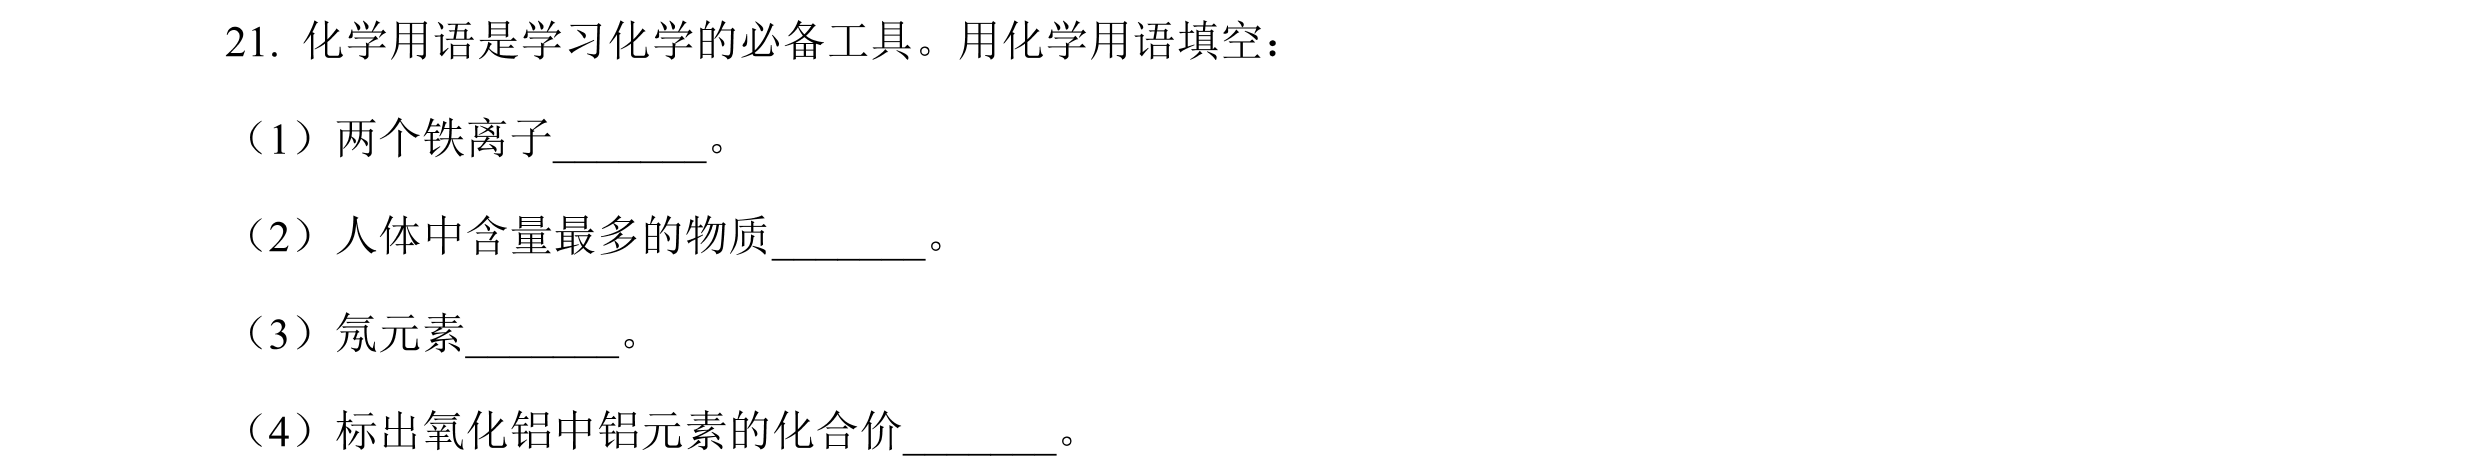 21. 化学用语是学习化学的必备工具。用化学用语填空：
（1）两个铁离子_______。
（2）人体中含量最多的物质_______。
（3）氖元素_______。
（4）标出氧化铝中铝元素的化合价_______。